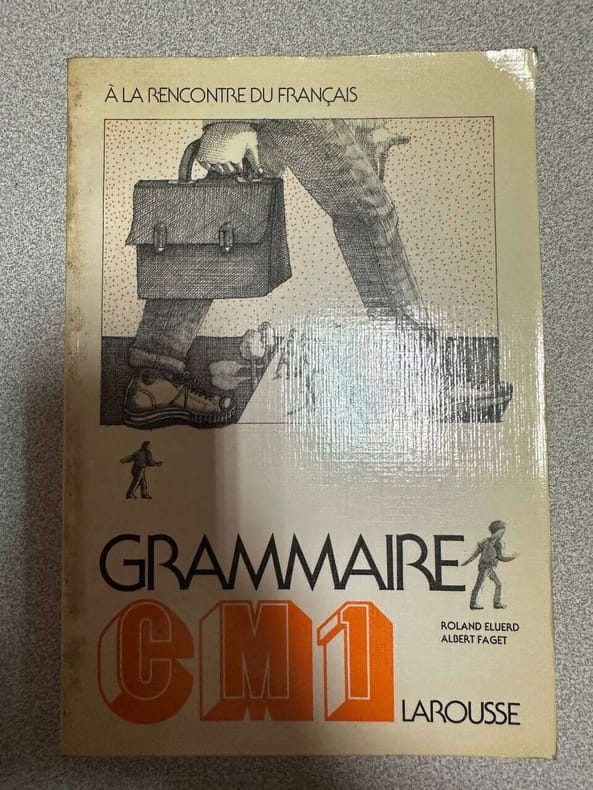 À LA RENCONTRE DU FRANÇAIS
GRAMMAIRE
CM1
ROLAND ELUERD
ALBERT FAGET
LAROUSSE